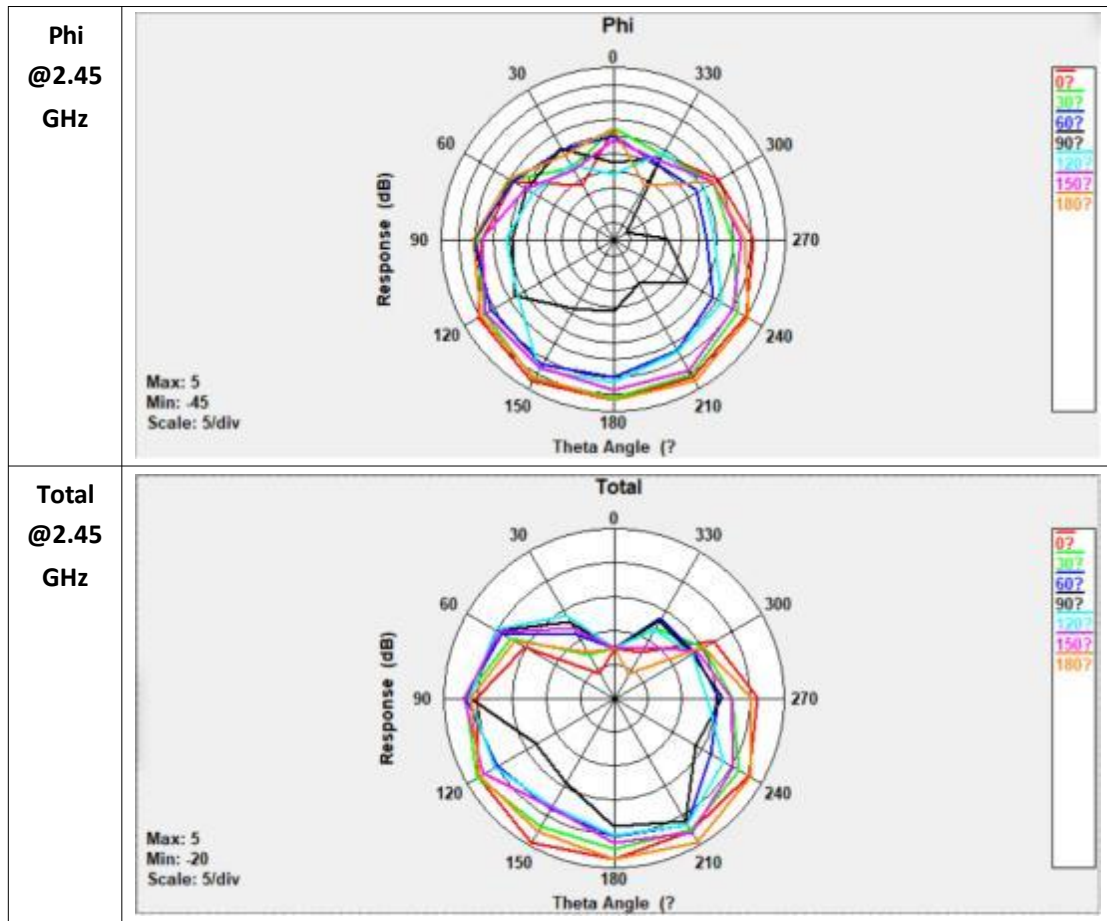 Phi
@2.45
GHz
Phi
0
30
330
60
300
90
270
120
240
150
210
180
Response (dB)
Theta Angle (?
Max: 5
Min: -45
Scale: 5/div
0?
30?
60?
90?
120?
150?
180?
Total
@2.45
GHz
Total
0
30
330
60
300
90
270
120
240
150
210
180
Response (dB)
Theta Angle (?
Max: 5
Min: -20
Scale: 5/div
0?
30?
60?
90?
120?
150?
180?